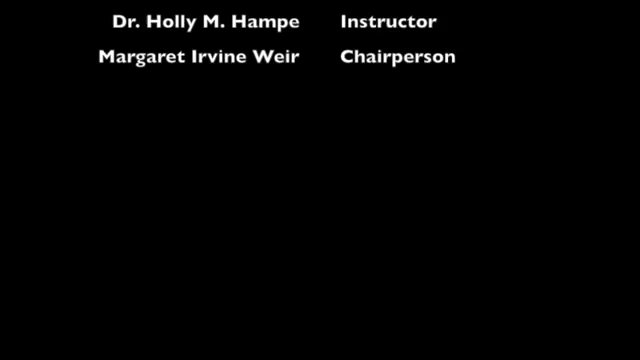 Dr. Holly M. Hampe Instructor
Margaret Irvine Weir Chairperson